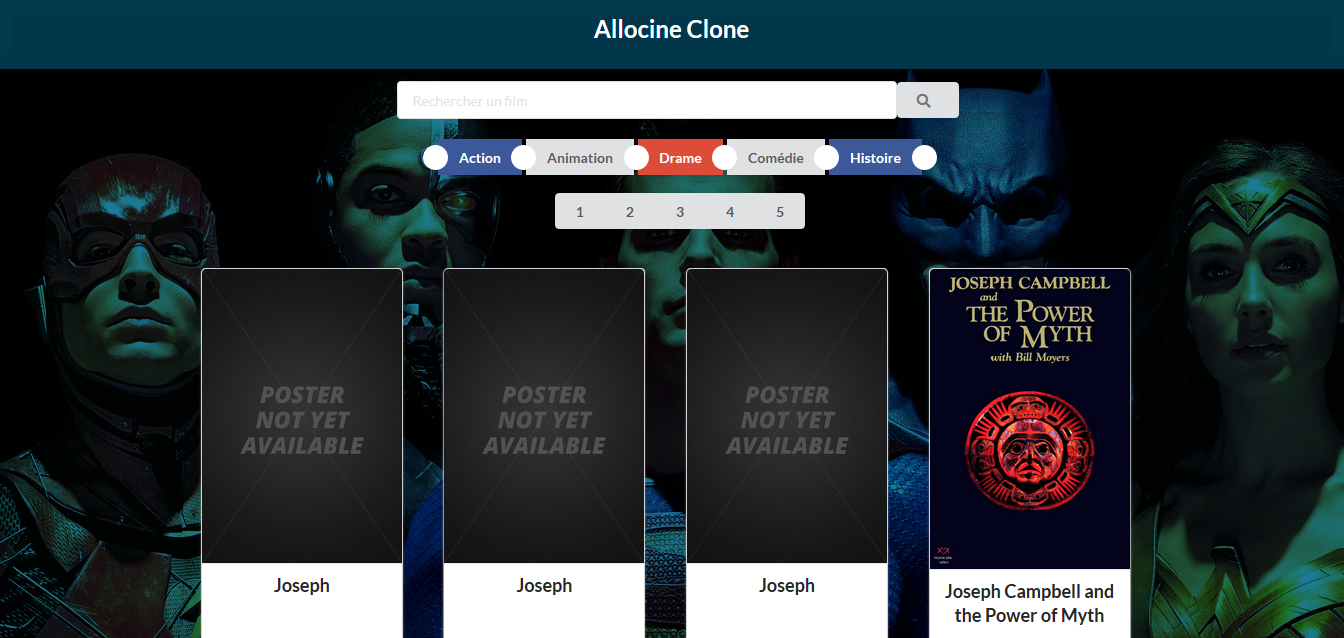 Allocine Clone
Rechercher un film
Action Animation Drame Comédie Histoire
1 2 3 4 5
POSTER
NOT YET
AVAILABLE
Joseph
POSTER
NOT YET
AVAILABLE
Joseph
POSTER
NOT YET
AVAILABLE
Joseph
JOSEPH CAMPBELL
and
THE POWER
OF MYTH
with Bill Moyers
Joseph Campbell and
the Power of Myth